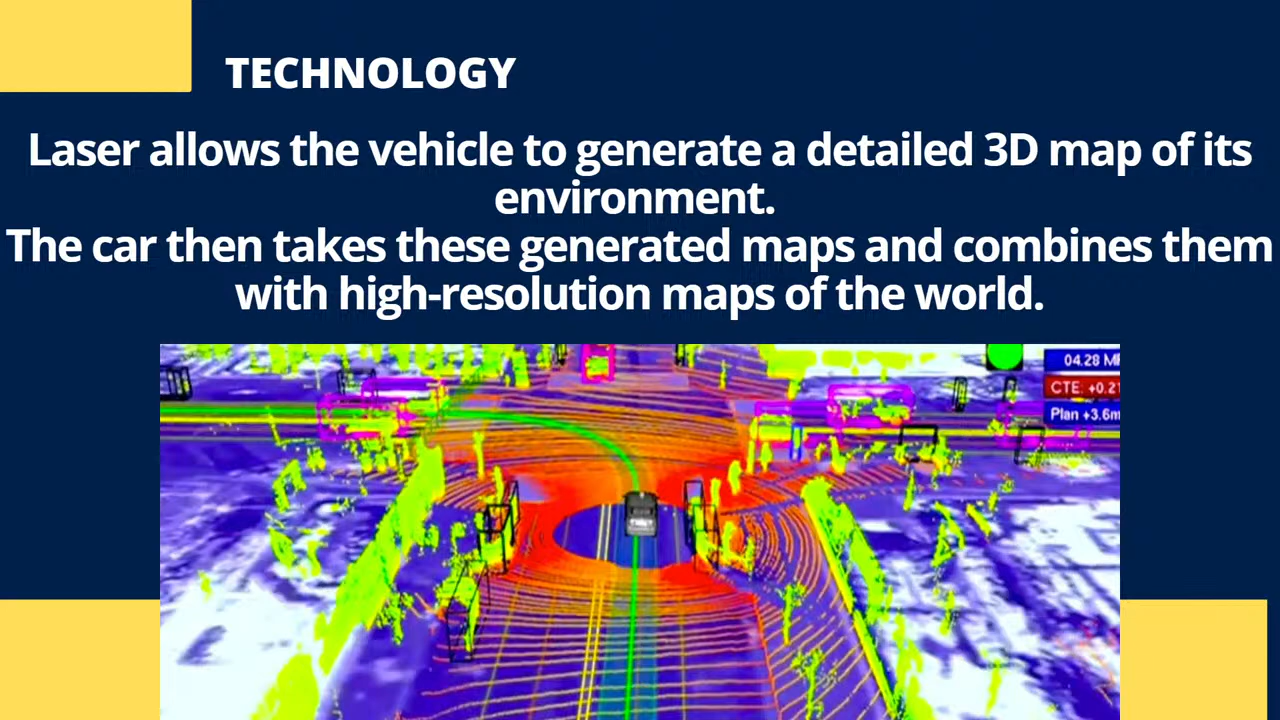 TECHNOLOGY
Laser allows the vehicle to generate a detailed 3D map of its
environment.
The car then takes these generated maps and combines them
with high-resolution maps of the world.
04.28 M
CTE: +0.21
Plan +3.6m